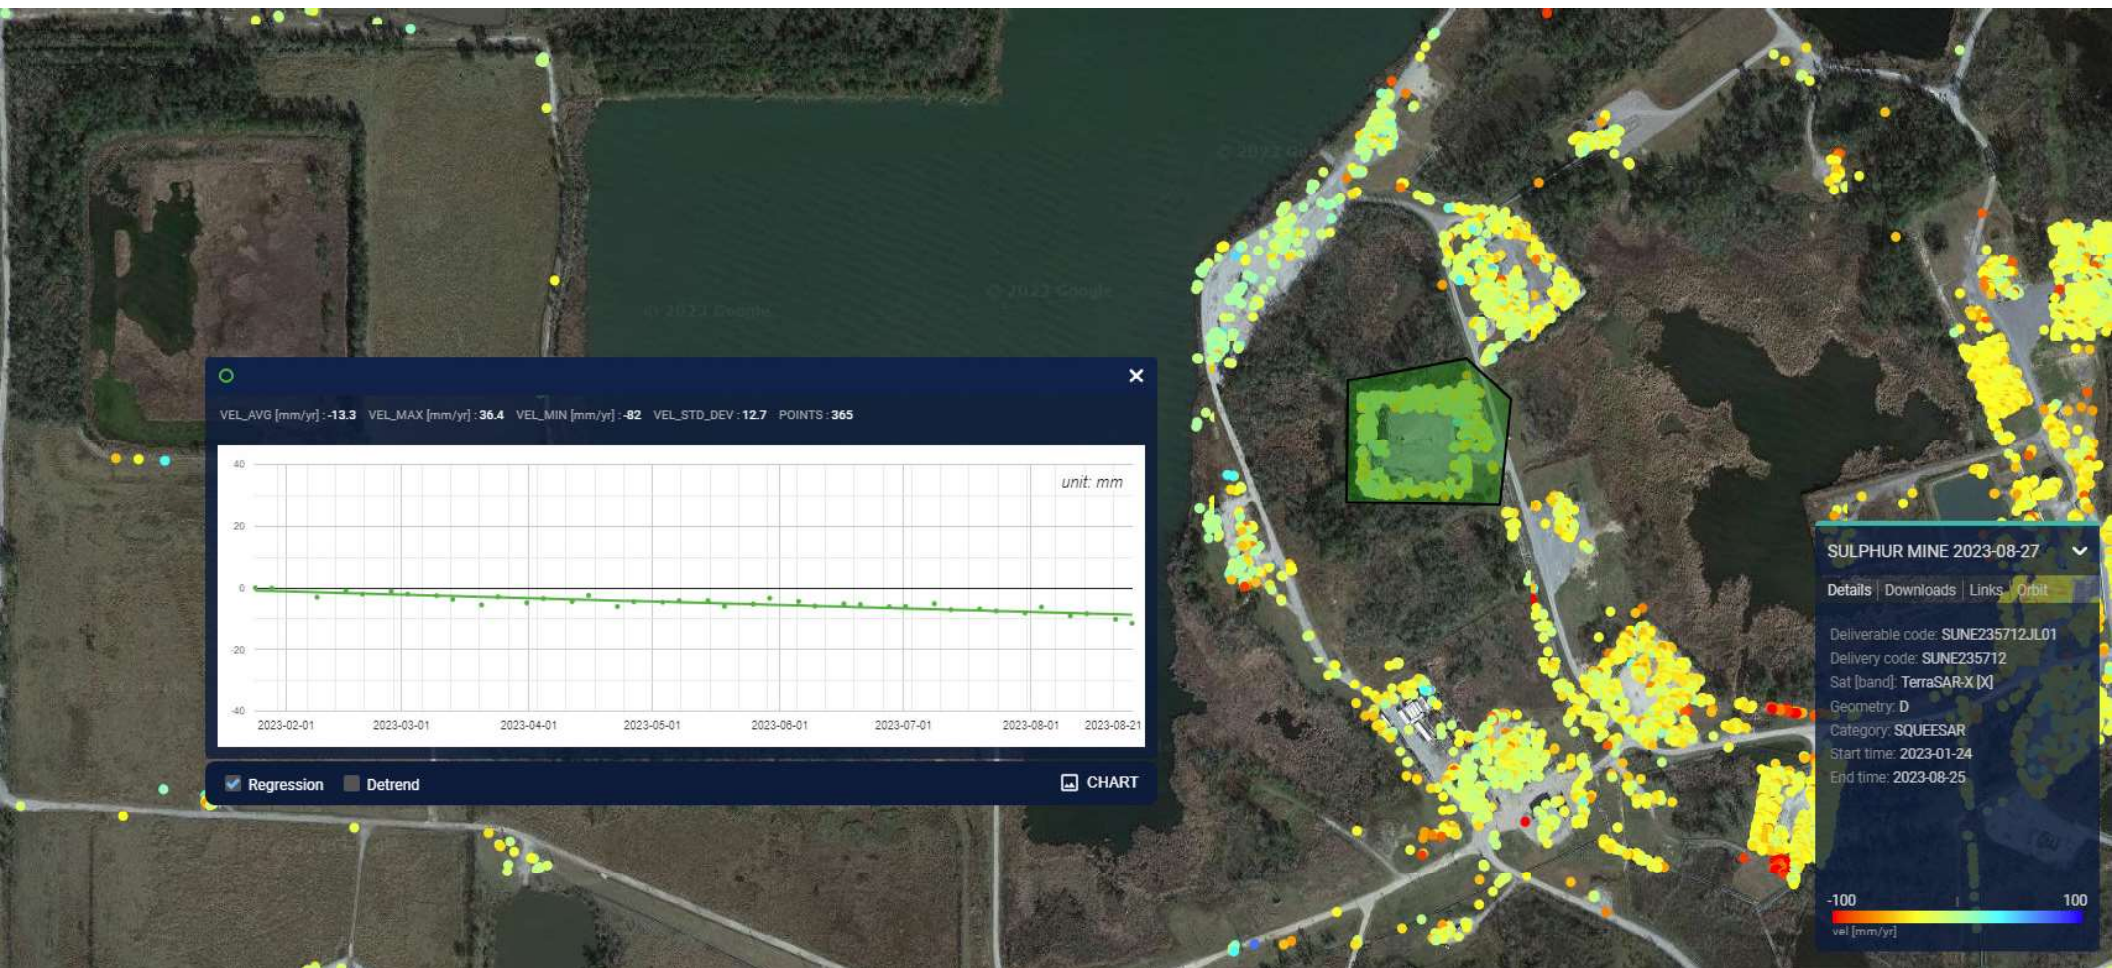 © 2023 Google
© 2023 Google
VEL_AVG [mm/yr] : -13.3 VEL_MAX [mm/yr] : 36.4 VEL_MIN [mm/yr] : -82 VEL_STD_DEV : 12.7 POINTS : 365
unit: mm
40
20
0
-20
-40
2023-02-01 2023-03-01 2023-04-01 2023-05-01 2023-06-01 2023-07-01 2023-08-01 2023-08-21
Regression Detrend CHART
SULPHUR MINE 2023-08-27
Details | Downloads | Links | Orbit
Deliverable code: SUNE235712JL01
Delivery code: SUNE235712
Sat [band]: TerraSAR-X [X]
Geometry: D
Category: SQUEESAR
Start time: 2023-01-24
End time: 2023-08-25
-100 100
vel [mm/yr]